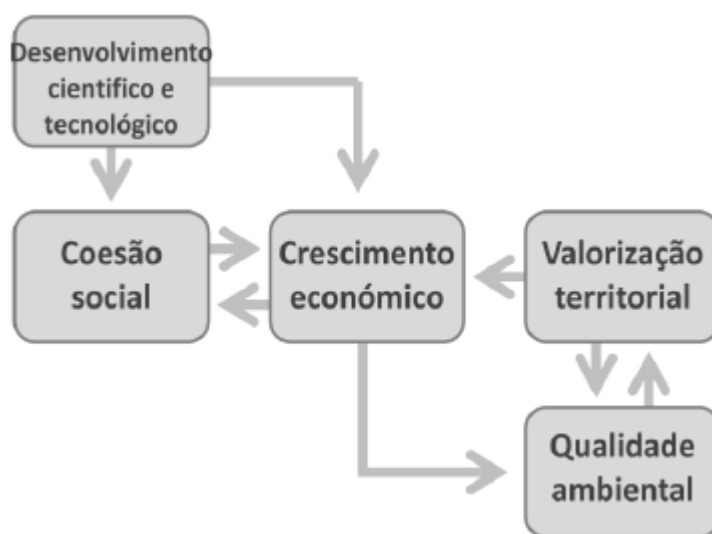 Desenvolvimento
cientifico e
tecnológico
Coesão
social
Crescimento
económico
Valorização
territorial
Qualidade
ambiental